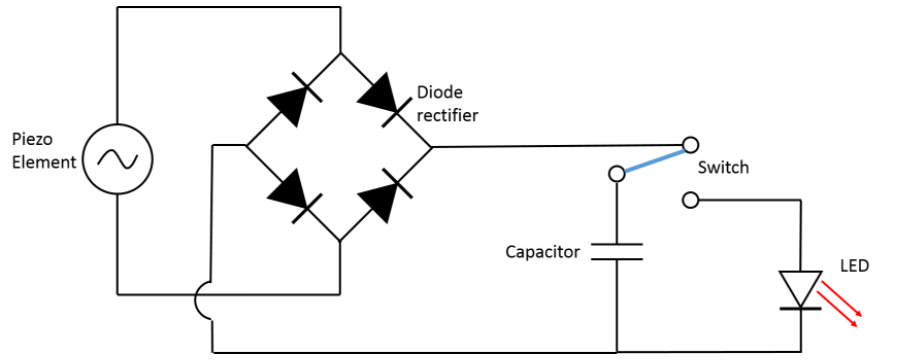 Diode
rectifier
Piezo
Element
Switch
Capacitor
LED